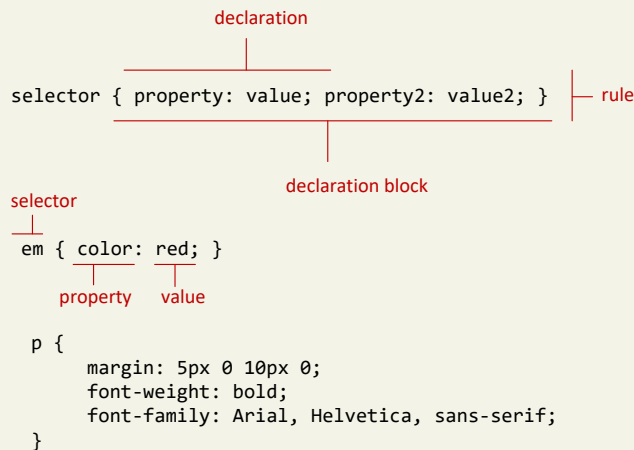 declaration
selector { property: value; property2: value2; }
rule
declaration block
selector
em { color: red; }
property value
p {
margin: 5px 0 10px 0;
font-weight: bold;
font-family: Arial, Helvetica, sans-serif;
}